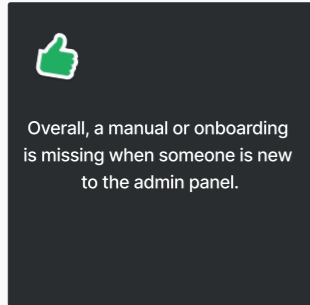 Overall, a manual or onboarding
is missing when someone is new
to the admin panel.